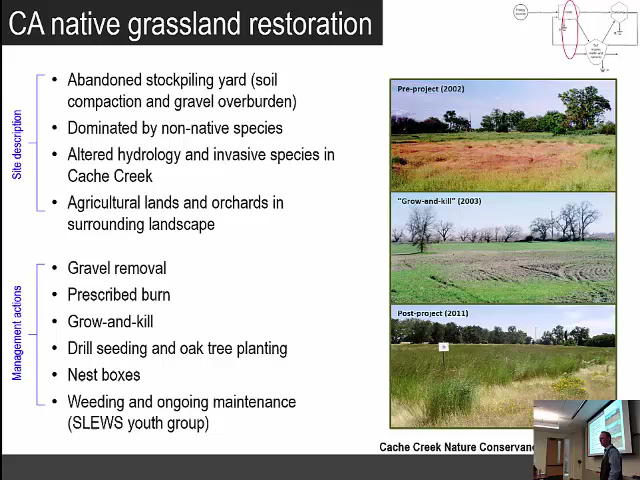 CA native grassland restoration
Site description
• Abandoned stockpiling yard (soil
compaction and gravel overburden)
• Dominated by non-native species
• Altered hydrology and invasive species in
Cache Creek
• Agricultural lands and orchards in
surrounding landscape
Management actions
• Gravel removal
• Prescribed burn
• Grow-and-kill
• Drill seeding and oak tree planting
• Nest boxes
• Weeding and ongoing maintenance
(SLEWS youth group)
Pre-project (2002)
"Grow-and-kill" (2003)
Post-project (2011)
Cache Creek Nature Conservanc